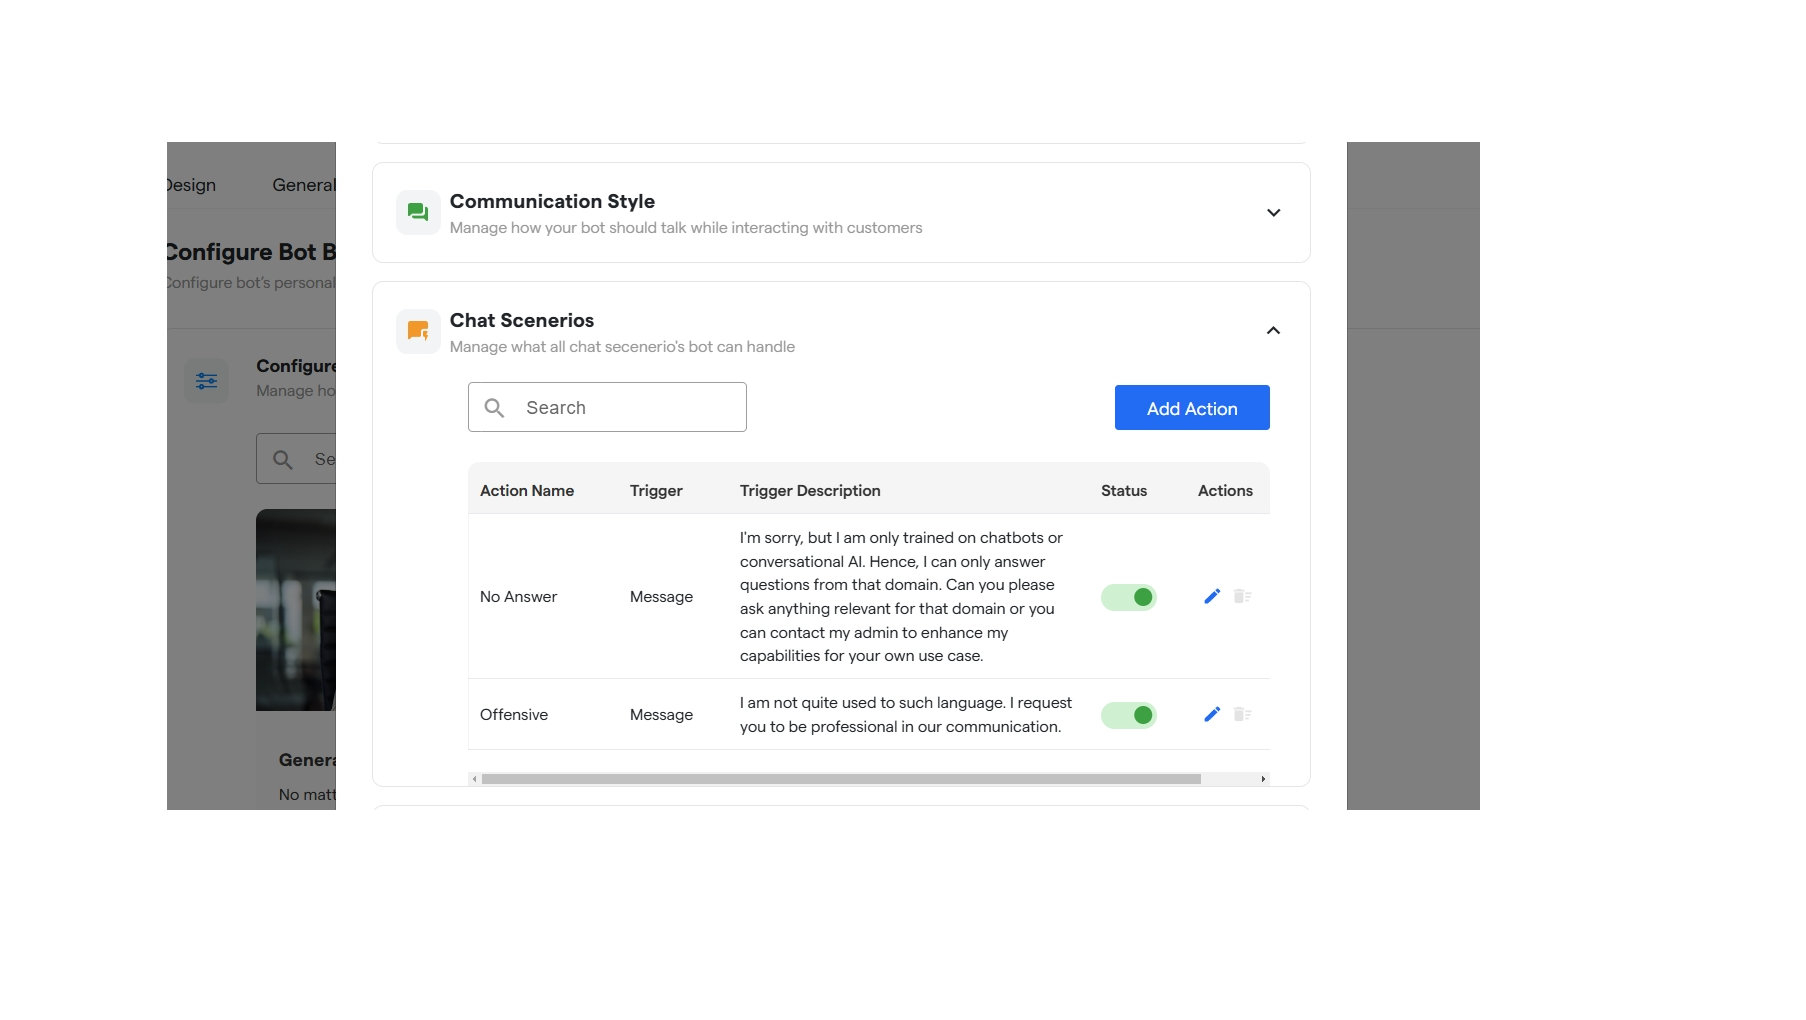 Design
General
Configure Bot B
Configure bot's personal
Configure
Manage ho
Se
Genera
No matt
Communication Style
Manage how your bot should talk while interacting with customers
Chat Scenerios
Manage what all chat secenerio's bot can handle
Search
Add Action
Action Name Trigger Trigger Description Status Actions
I'm sorry, but I am only trained on chatbots or
conversational AI. Hence, I can only answer
questions from that domain. Can you please
No Answer Message
ask anything relevant for that domain or you
can contact my admin to enhance my
capabilities for your own use case.
I am not quite used to such language. I request
Offensive Message
you to be professional in our communication.